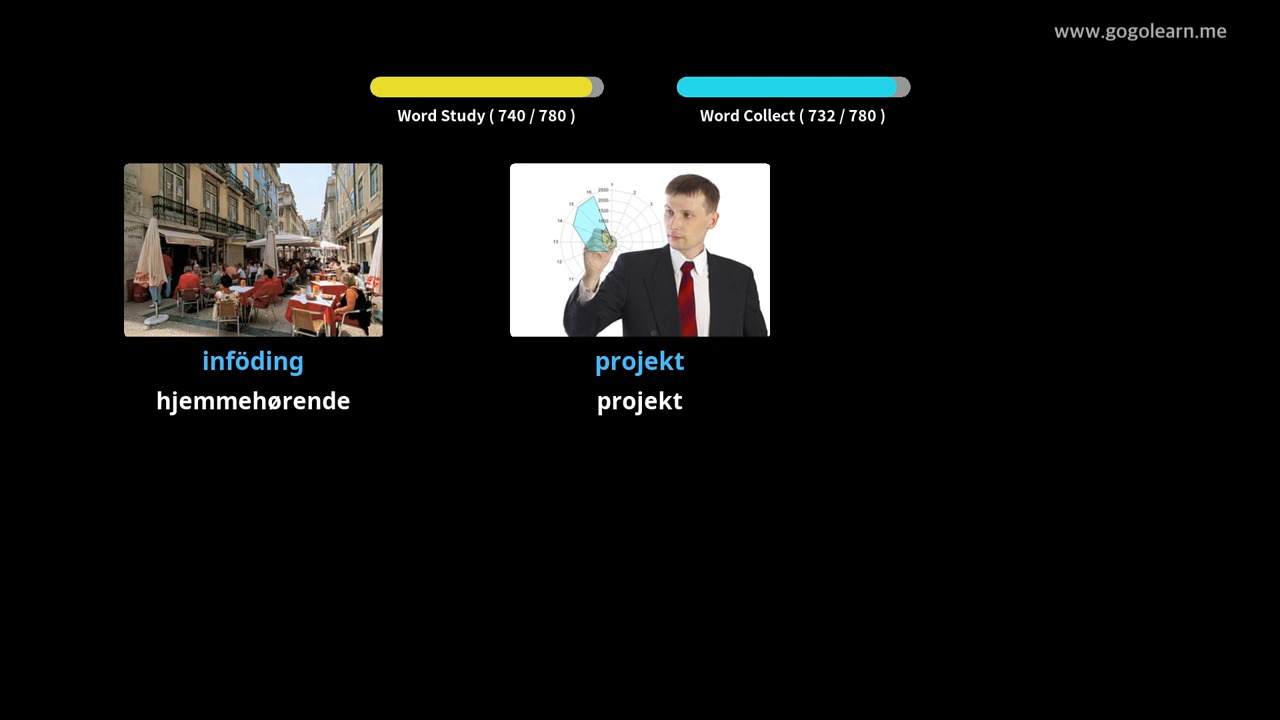 www.gogolearn.me
Word Study ( 740 / 780 )
Word Collect ( 732 / 780 )
inföding
hjemmehørende
projekt
projekt